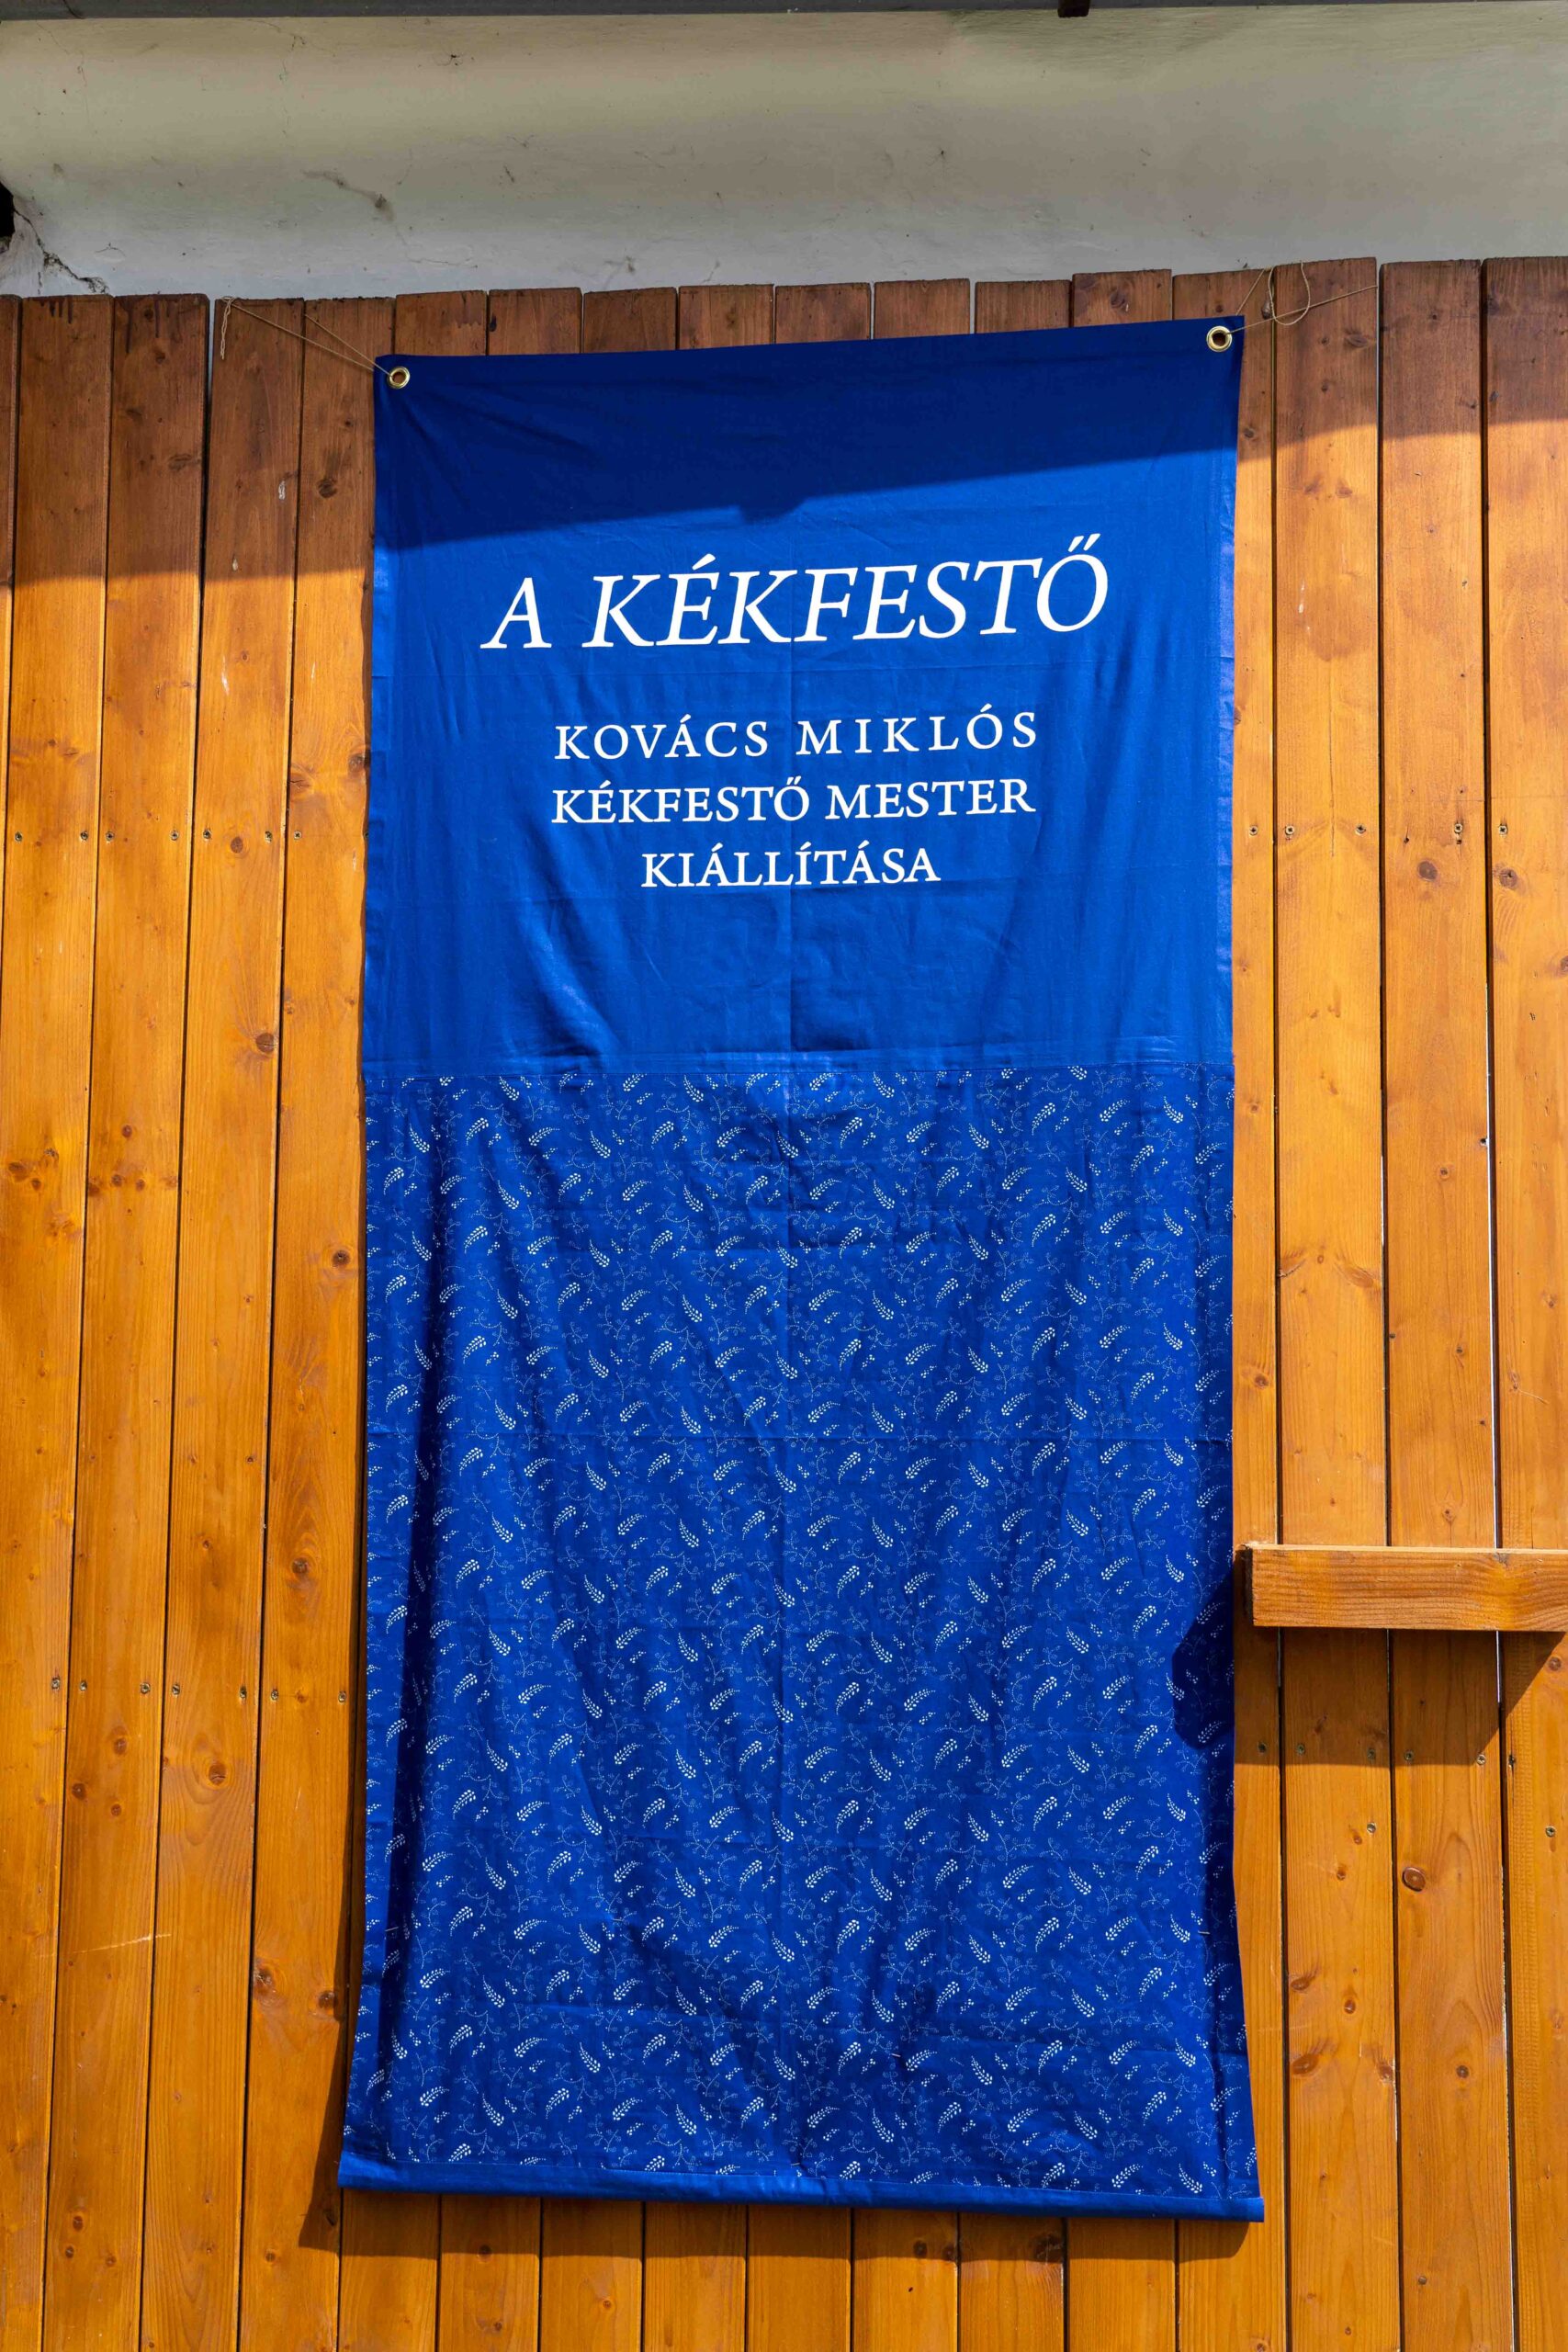 A KÉKFESTŐ
KOVÁCS MIKLÓS
KÉKFESTŐ MESTER
KIÁLLÍTÁSA